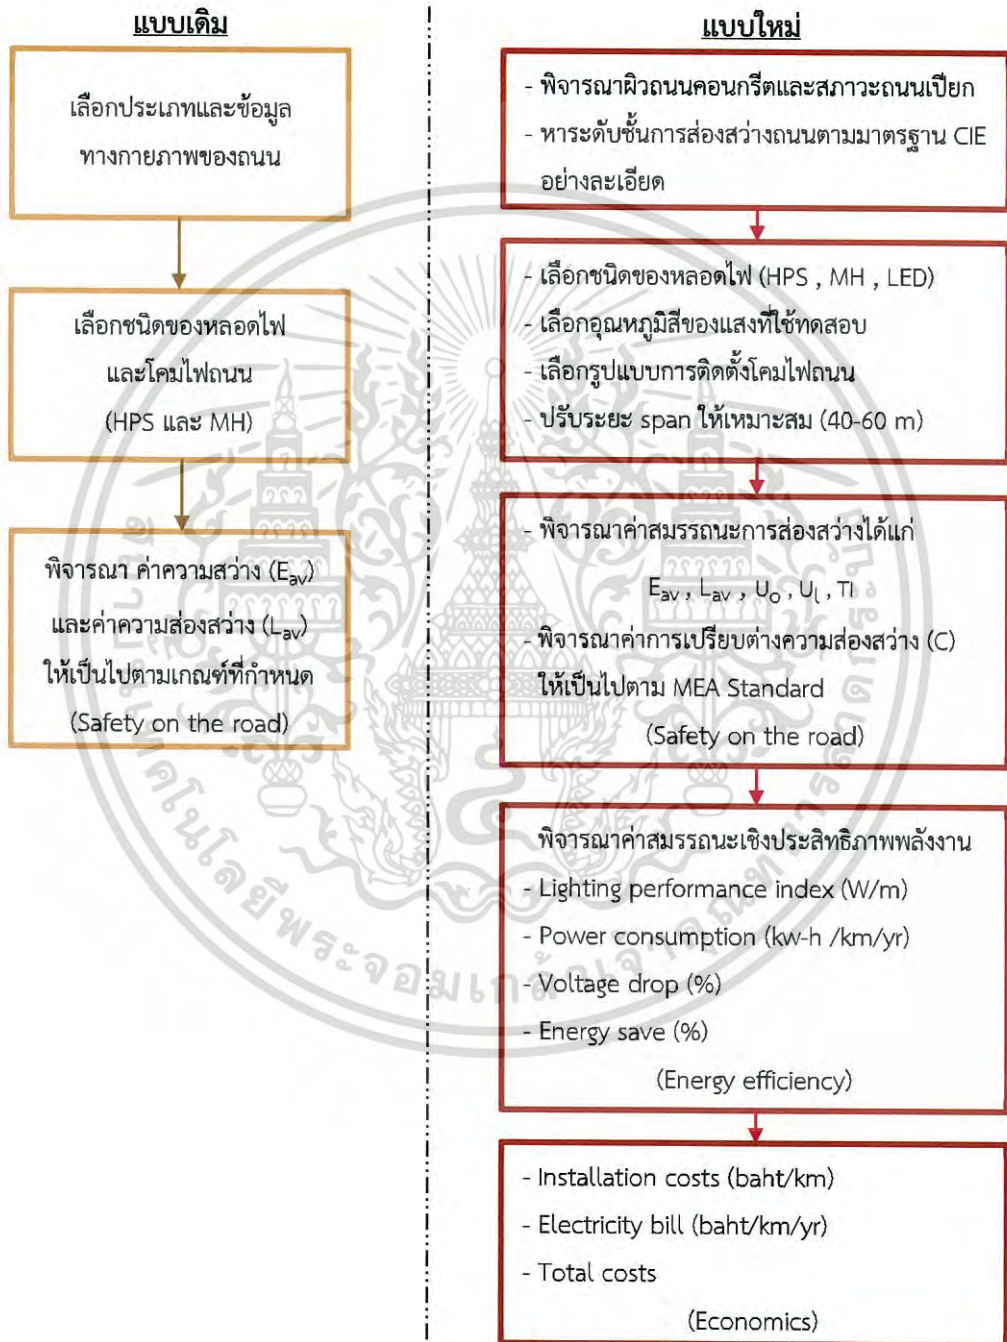 แบบเดิม
เลือกประเภทและข้อมูล
ทางกายภาพของถนน
เลือกชนิดของหลอดไฟ
และโคมไฟถนน
(HPS และ MH)
พิจารณา ค่าความสว่าง (Eav)
และค่าความส่องสว่าง (Lav)
ให้เป็นไปตามเกณฑ์ที่กำหนด
(Safety on the road)
แบบใหม่
- พิจารณาผิวถนนคอนกรีตและสภาวะถนนเปียก
- หาระดับชั้นการส่องสว่างถนนตามมาตรฐาน CIE
อย่างละเอียด
- เลือกชนิดของหลอดไฟ (HPS , MH , LED)
- เลือกอุณหภูมิสีของแสงที่ใช้ทดสอบ
- เลือกรูปแบบการติดตั้งโคมไฟถนน
- ปรับระยะ span ให้เหมาะสม (40-60 m)
- พิจารณาค่าสมรรถนะการส่องสว่างได้แก่
Eav , Lav , Uo , Ul , TI
- พิจารณาค่าการเปรียบต่างความส่องสว่าง (C)
ให้เป็นไปตาม MEA Standard
(Safety on the road)
พิจารณาค่าสมรรถนะเชิงประสิทธิภาพพลังงาน
- Lighting performance index (W/m)
- Power consumption (kw-h /km/yr)
- Voltage drop (%)
- Energy save (%)
(Energy efficiency)
- Installation costs (baht/km)
- Electricity bill (baht/km/yr)
- Total costs
(Economics)